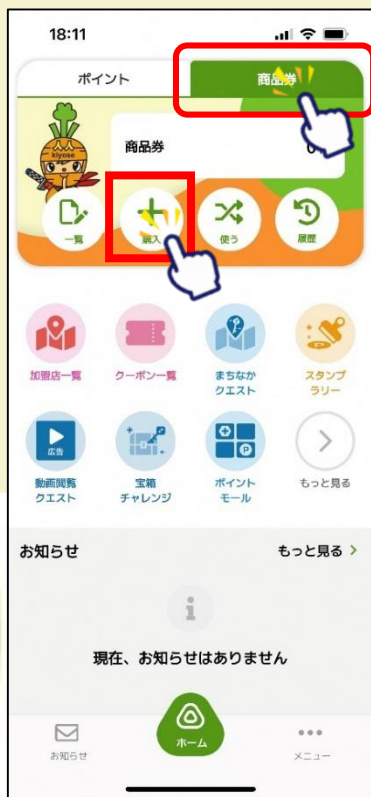 18:11
ポイント
商品券
kiyose
商品券
一覧
購入
使う
履歴
加盟店一覧
クーポン一覧
まちなか
クエスト
スタンプ
ラリー
広告
P
動画閲覧
クエスト
宝箱
チャレンジ
ポイント
モール
もっと見る
お知らせ
もっと見る
現在、お知らせはありません
お知らせ
ホーム
メニュー